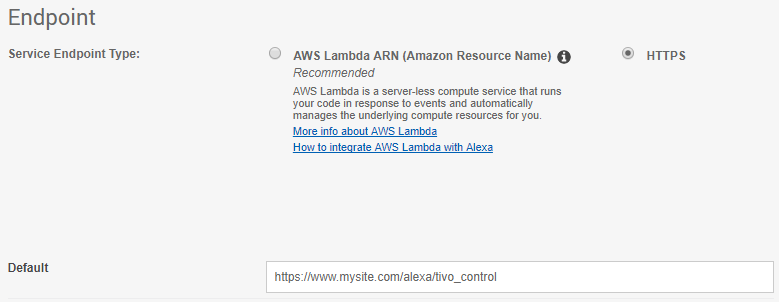 Endpoint
Service Endpoint Type:
AWS Lambda ARN (Amazon Resource Name)
HTTPS
Recommended
AWS Lambda is a server-less compute service that runs
your code in response to events and automatically
manages the underlying compute resources for you.
More info about AWS Lambda
How to integrate AWS Lambda with Alexa
Default
https://www.mysite.com/alexa/tivo_control